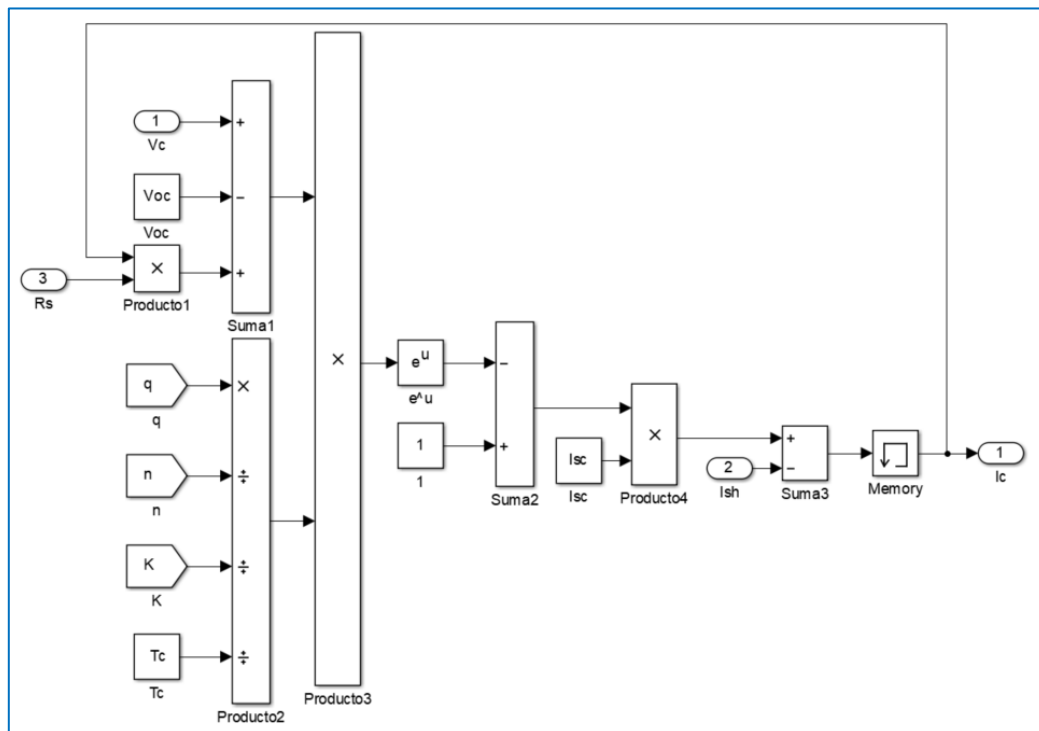 1
Vc
+
Voc
Voc
−
3
Rs
×
Producto1
+
Suma1
q
q
×
n
n
÷
K
K
÷
Tc
Tc
÷
Producto2
×
Producto3
e^u
e^u
1
1
−
+
Suma2
Isc
Isc
×
Producto4
2
Ish
+
−
Suma3
Memory
1
Ic